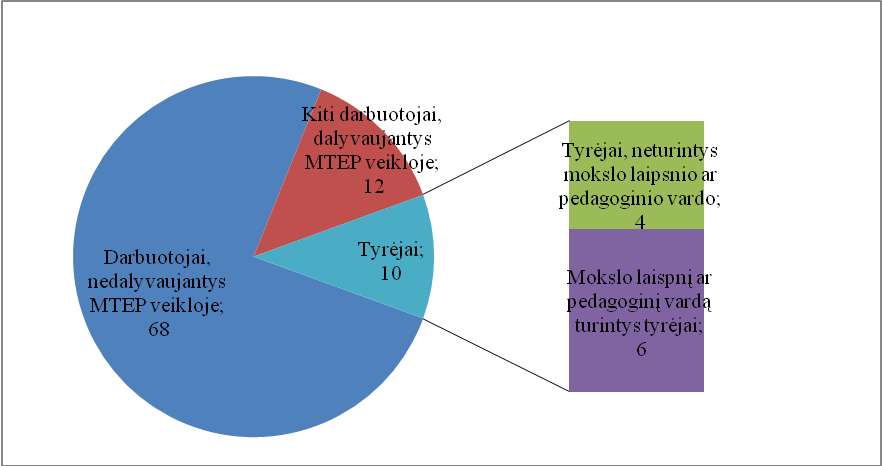 Kiti darbuotojai,
dalyvaujantys
MTEP veikloje;
12
Tyrėjai;
10
Darbuotojai,
nedalyvaujantys
MTEP veikloje;
68
Tyrėjai, neturintys
mokslo laipsnio ar
pedagoginio vardo;
4
Mokslo laispnį ar
pedagoginį vardą
turintys tyrėjai;
6